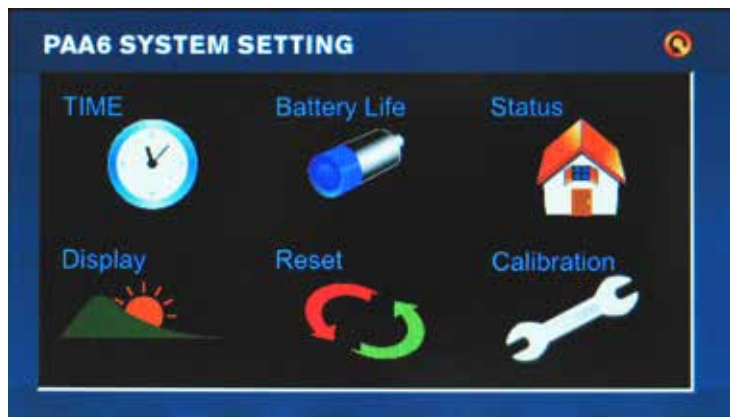 PAA6 SYSTEM SETTING
TIME
Battery Life
Status
Display
Reset
Calibration